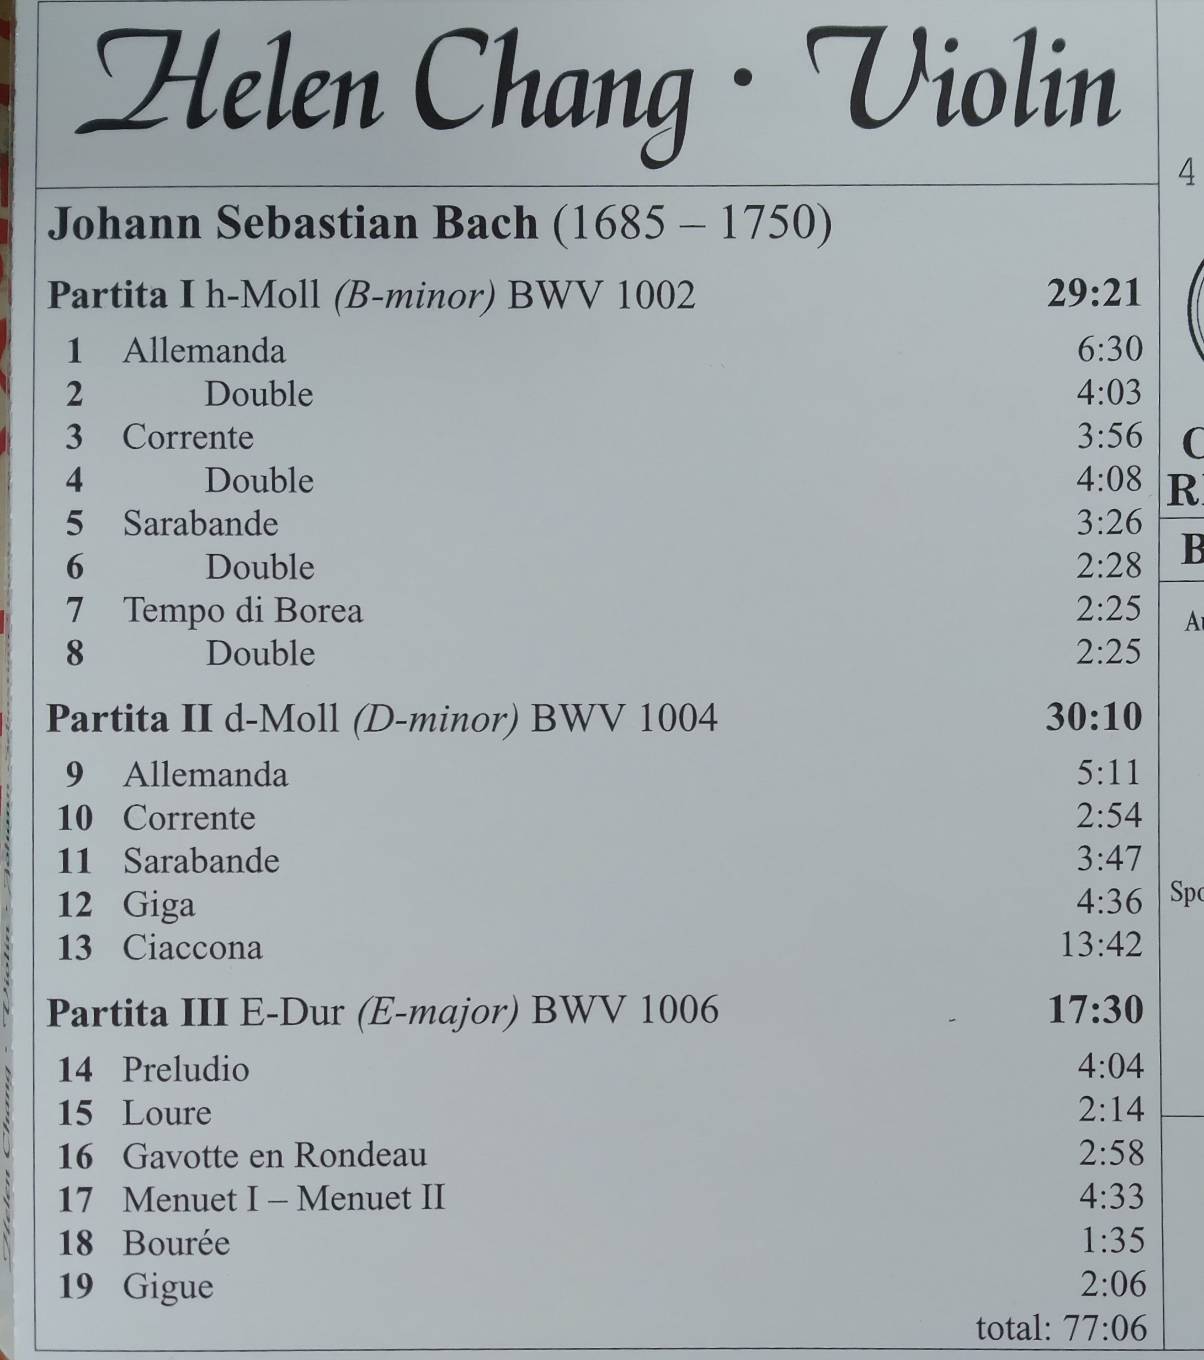 Helen Chang · Violin
Johann Sebastian Bach (1685 – 1750)
Partita I h-Moll (B-minor) BWV 1002 29:21
1 Allemanda 6:30
2 Double 4:03
3 Corrente 3:56
4 Double 4:08
5 Sarabande 3:26
6 Double 2:28
7 Tempo di Borea 2:25
8 Double 2:25
Partita II d-Moll (D-minor) BWV 1004 30:10
9 Allemanda 5:11
10 Corrente 2:54
11 Sarabande 3:47
12 Giga 4:36
13 Ciaccona 13:42
Partita III E-Dur (E-major) BWV 1006 17:30
14 Preludio 4:04
15 Loure 2:14
16 Gavotte en Rondeau 2:58
17 Menuet I – Menuet II 4:33
18 Bourée 1:35
19 Gigue 2:06
total: 77:06
4